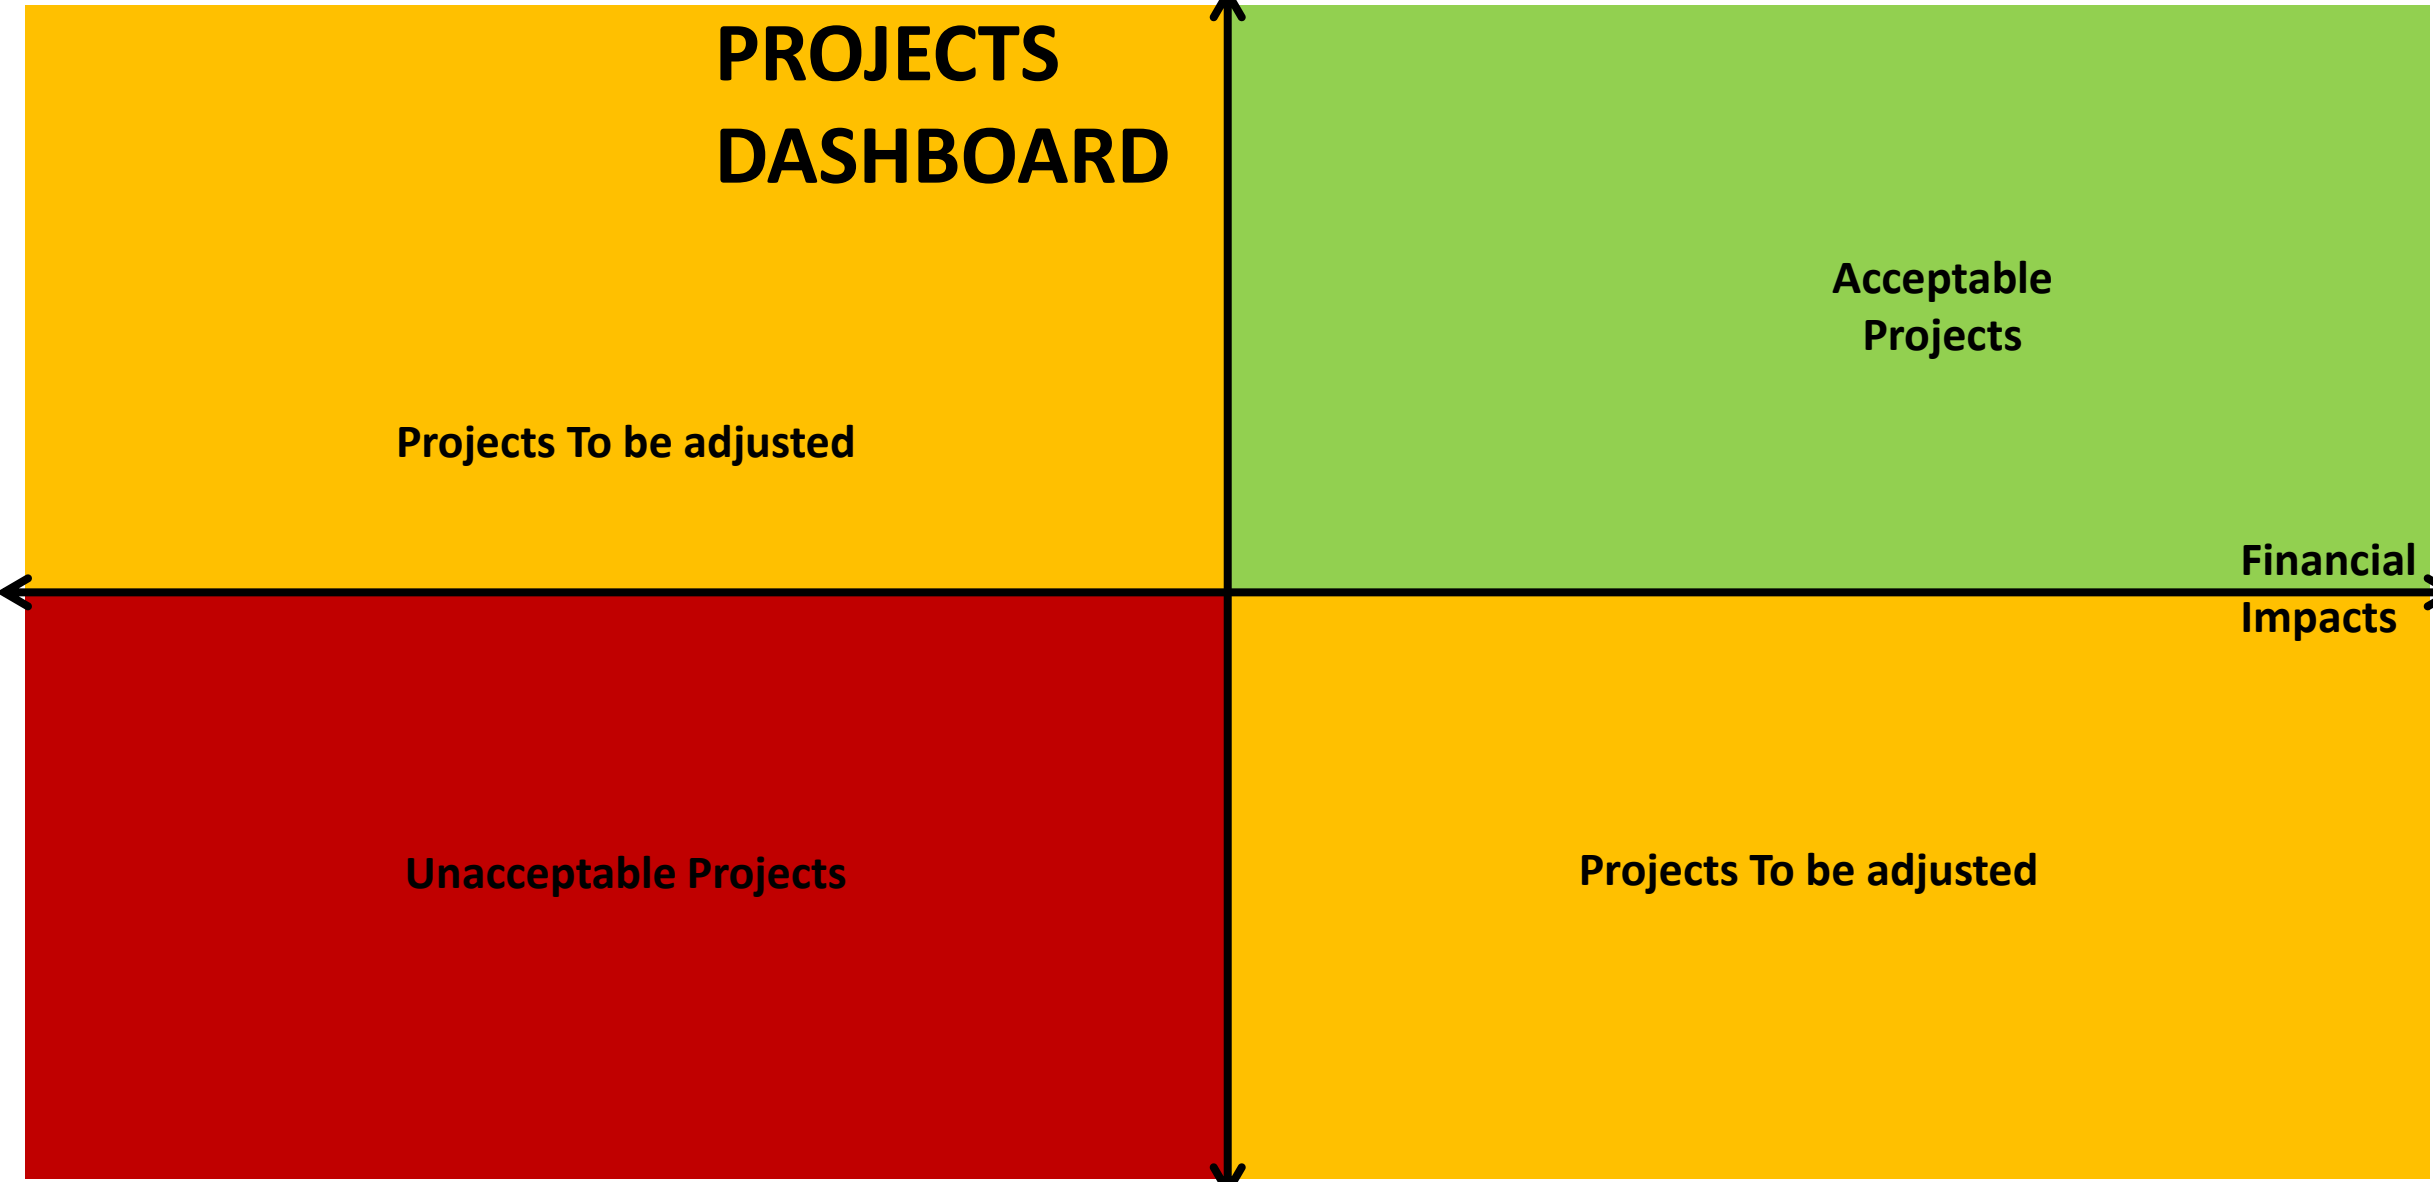 PROJECTS
DASHBOARD
Acceptable
Projects
Projects To be adjusted
Financial
Impacts
Unacceptable Projects
Projects To be adjusted